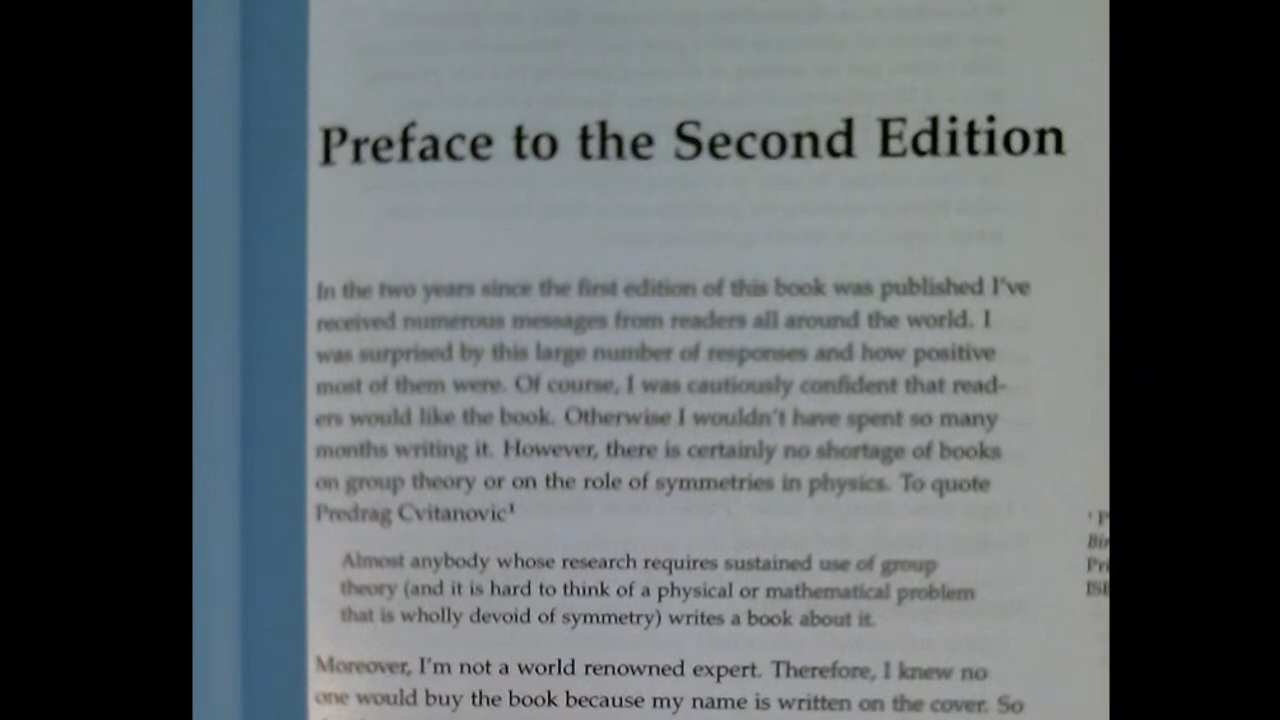 Preface to the Second Edition
In the two years since the first edition of this book was published I've
received numerous messages from readers all around the world. I
was surprised by this large number of responses and how positive
most of them were. Of course, I was cautiously confident that read-
ers would like the book. Otherwise I wouldn't have spent so many
months writing it. However, there is certainly no shortage of books
on group theory or on the role of symmetries in physics. To quote
Predrag Cvitanovic¹
Almost anybody whose research requires sustained use of group
theory (and it is hard to think of a physical or mathematical problem
that is wholly devoid of symmetry) writes a book about it.
Moreover, I'm not a world renowned expert. Therefore, I knew no
one would buy the book because my name is written on the cover. So